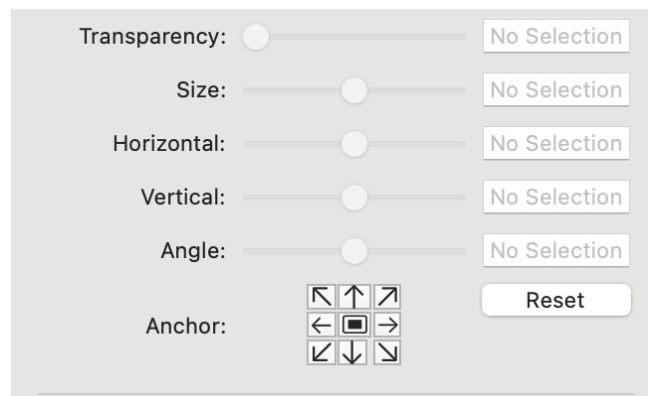 Transparency: No Selection
Size: No Selection
Horizontal: No Selection
Vertical: No Selection
Angle: No Selection
Reset
Anchor: